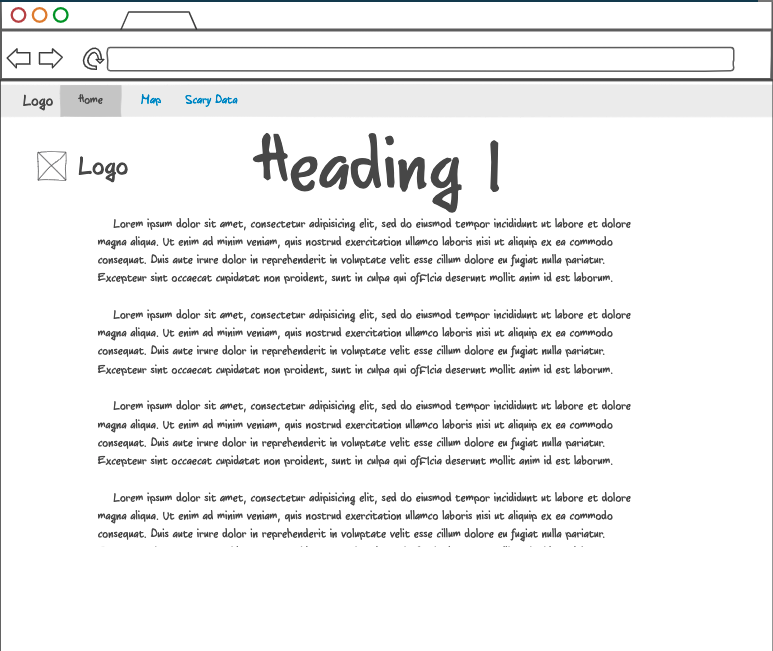 Logo Home Map Scary Data
Logo
Heading 1
Lorem ipsum dolor sit amet, consectetur adipisicing elit, sed do eiusmod tempor incididunt ut labore et dolore
magna aliqua. Ut enim ad minim veniam, quis nostrud exercitation ullamco laboris nisi ut aliquip ex ea commodo
consequat. Duis aute irure dolor in reprehenderit in voluptate velit esse cillum dolore eu fugiat nulla pariatur.
Excepteur sint occaecat cupidatat non proident, sunt in culpa qui officia deserunt mollit anim id est laborum.
Lorem ipsum dolor sit amet, consectetur adipisicing elit, sed do eiusmod tempor incididunt ut labore et dolore
magna aliqua. Ut enim ad minim veniam, quis nostrud exercitation ullamco laboris nisi ut aliquip ex ea commodo
consequat. Duis aute irure dolor in reprehenderit in voluptate velit esse cillum dolore eu fugiat nulla pariatur.
Excepteur sint occaecat cupidatat non proident, sunt in culpa qui officia deserunt mollit anim id est laborum.
Lorem ipsum dolor sit amet, consectetur adipisicing elit, sed do eiusmod tempor incididunt ut labore et dolore
magna aliqua. Ut enim ad minim veniam, quis nostrud exercitation ullamco laboris nisi ut aliquip ex ea commodo
consequat. Duis aute irure dolor in reprehenderit in voluptate velit esse cillum dolore eu fugiat nulla pariatur.
Excepteur sint occaecat cupidatat non proident, sunt in culpa qui officia deserunt mollit anim id est laborum.
Lorem ipsum dolor sit amet, consectetur adipisicing elit, sed do eiusmod tempor incididunt ut labore et dolore
magna aliqua. Ut enim ad minim veniam, quis nostrud exercitation ullamco laboris nisi ut aliquip ex ea commodo
consequat. Duis aute irure dolor in reprehenderit in voluptate velit esse cillum dolore eu fugiat nulla pariatur.